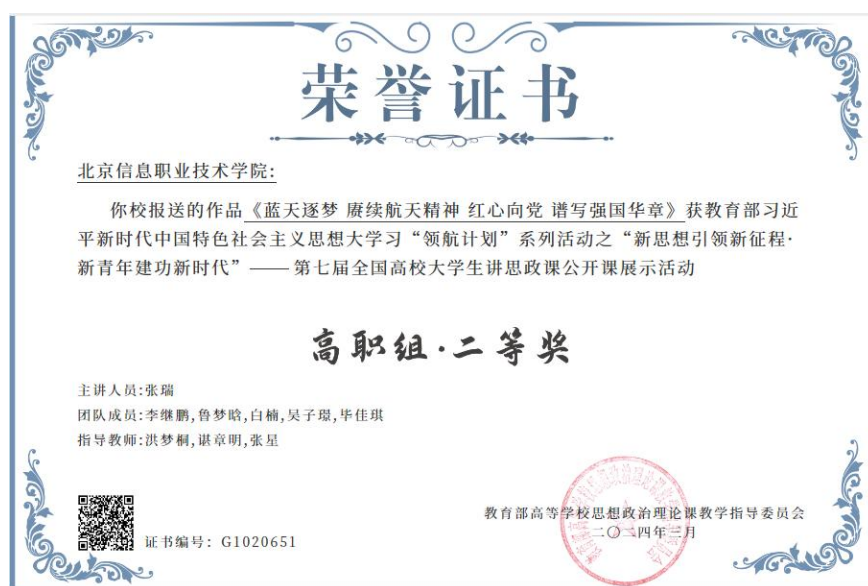 荣誉证书
北京信息职业技术学院:
你校报送的作品《蓝天逐梦 赓续航天精神 红心向党 谱写强国华章》获教育部习近
平新时代中国特色社会主义思想大学习“领航计划”系列活动之“新思想引领新征程·
新青年建功新时代”——第七届全国高校大学生讲思政课公开课展示活动
高职组·二等奖
主讲人员:张瑞
团队成员:李继鹏,鲁梦晗,白楠,吴子璟,毕佳琪
指导教师:洪梦桐,谌章明,张星
教育部高等学校思想政治理论课教学指导委员会
二〇二四年三月
证书编号: G1020651